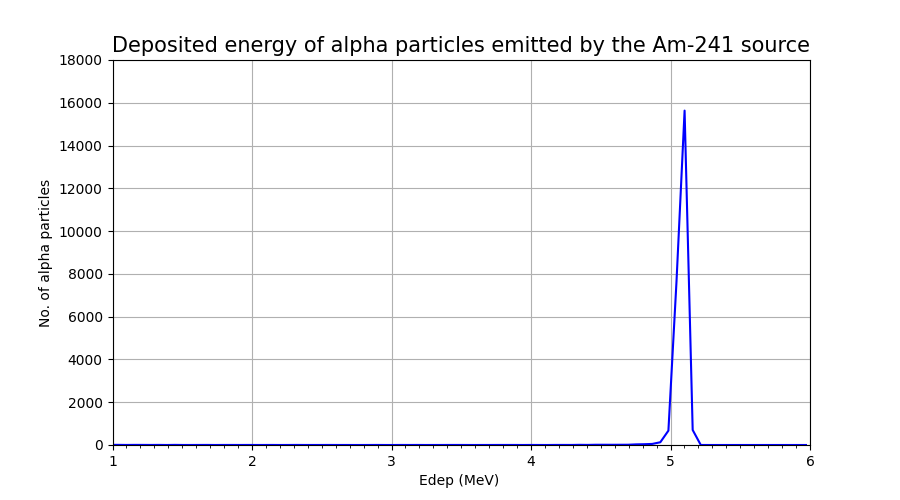 Deposited energy of alpha particles emitted by the Am-241 source
18000
16000
14000
12000
10000
8000
6000
4000
2000
0
No. of alpha particles
1 2 3 4 5 6
Edep (MeV)